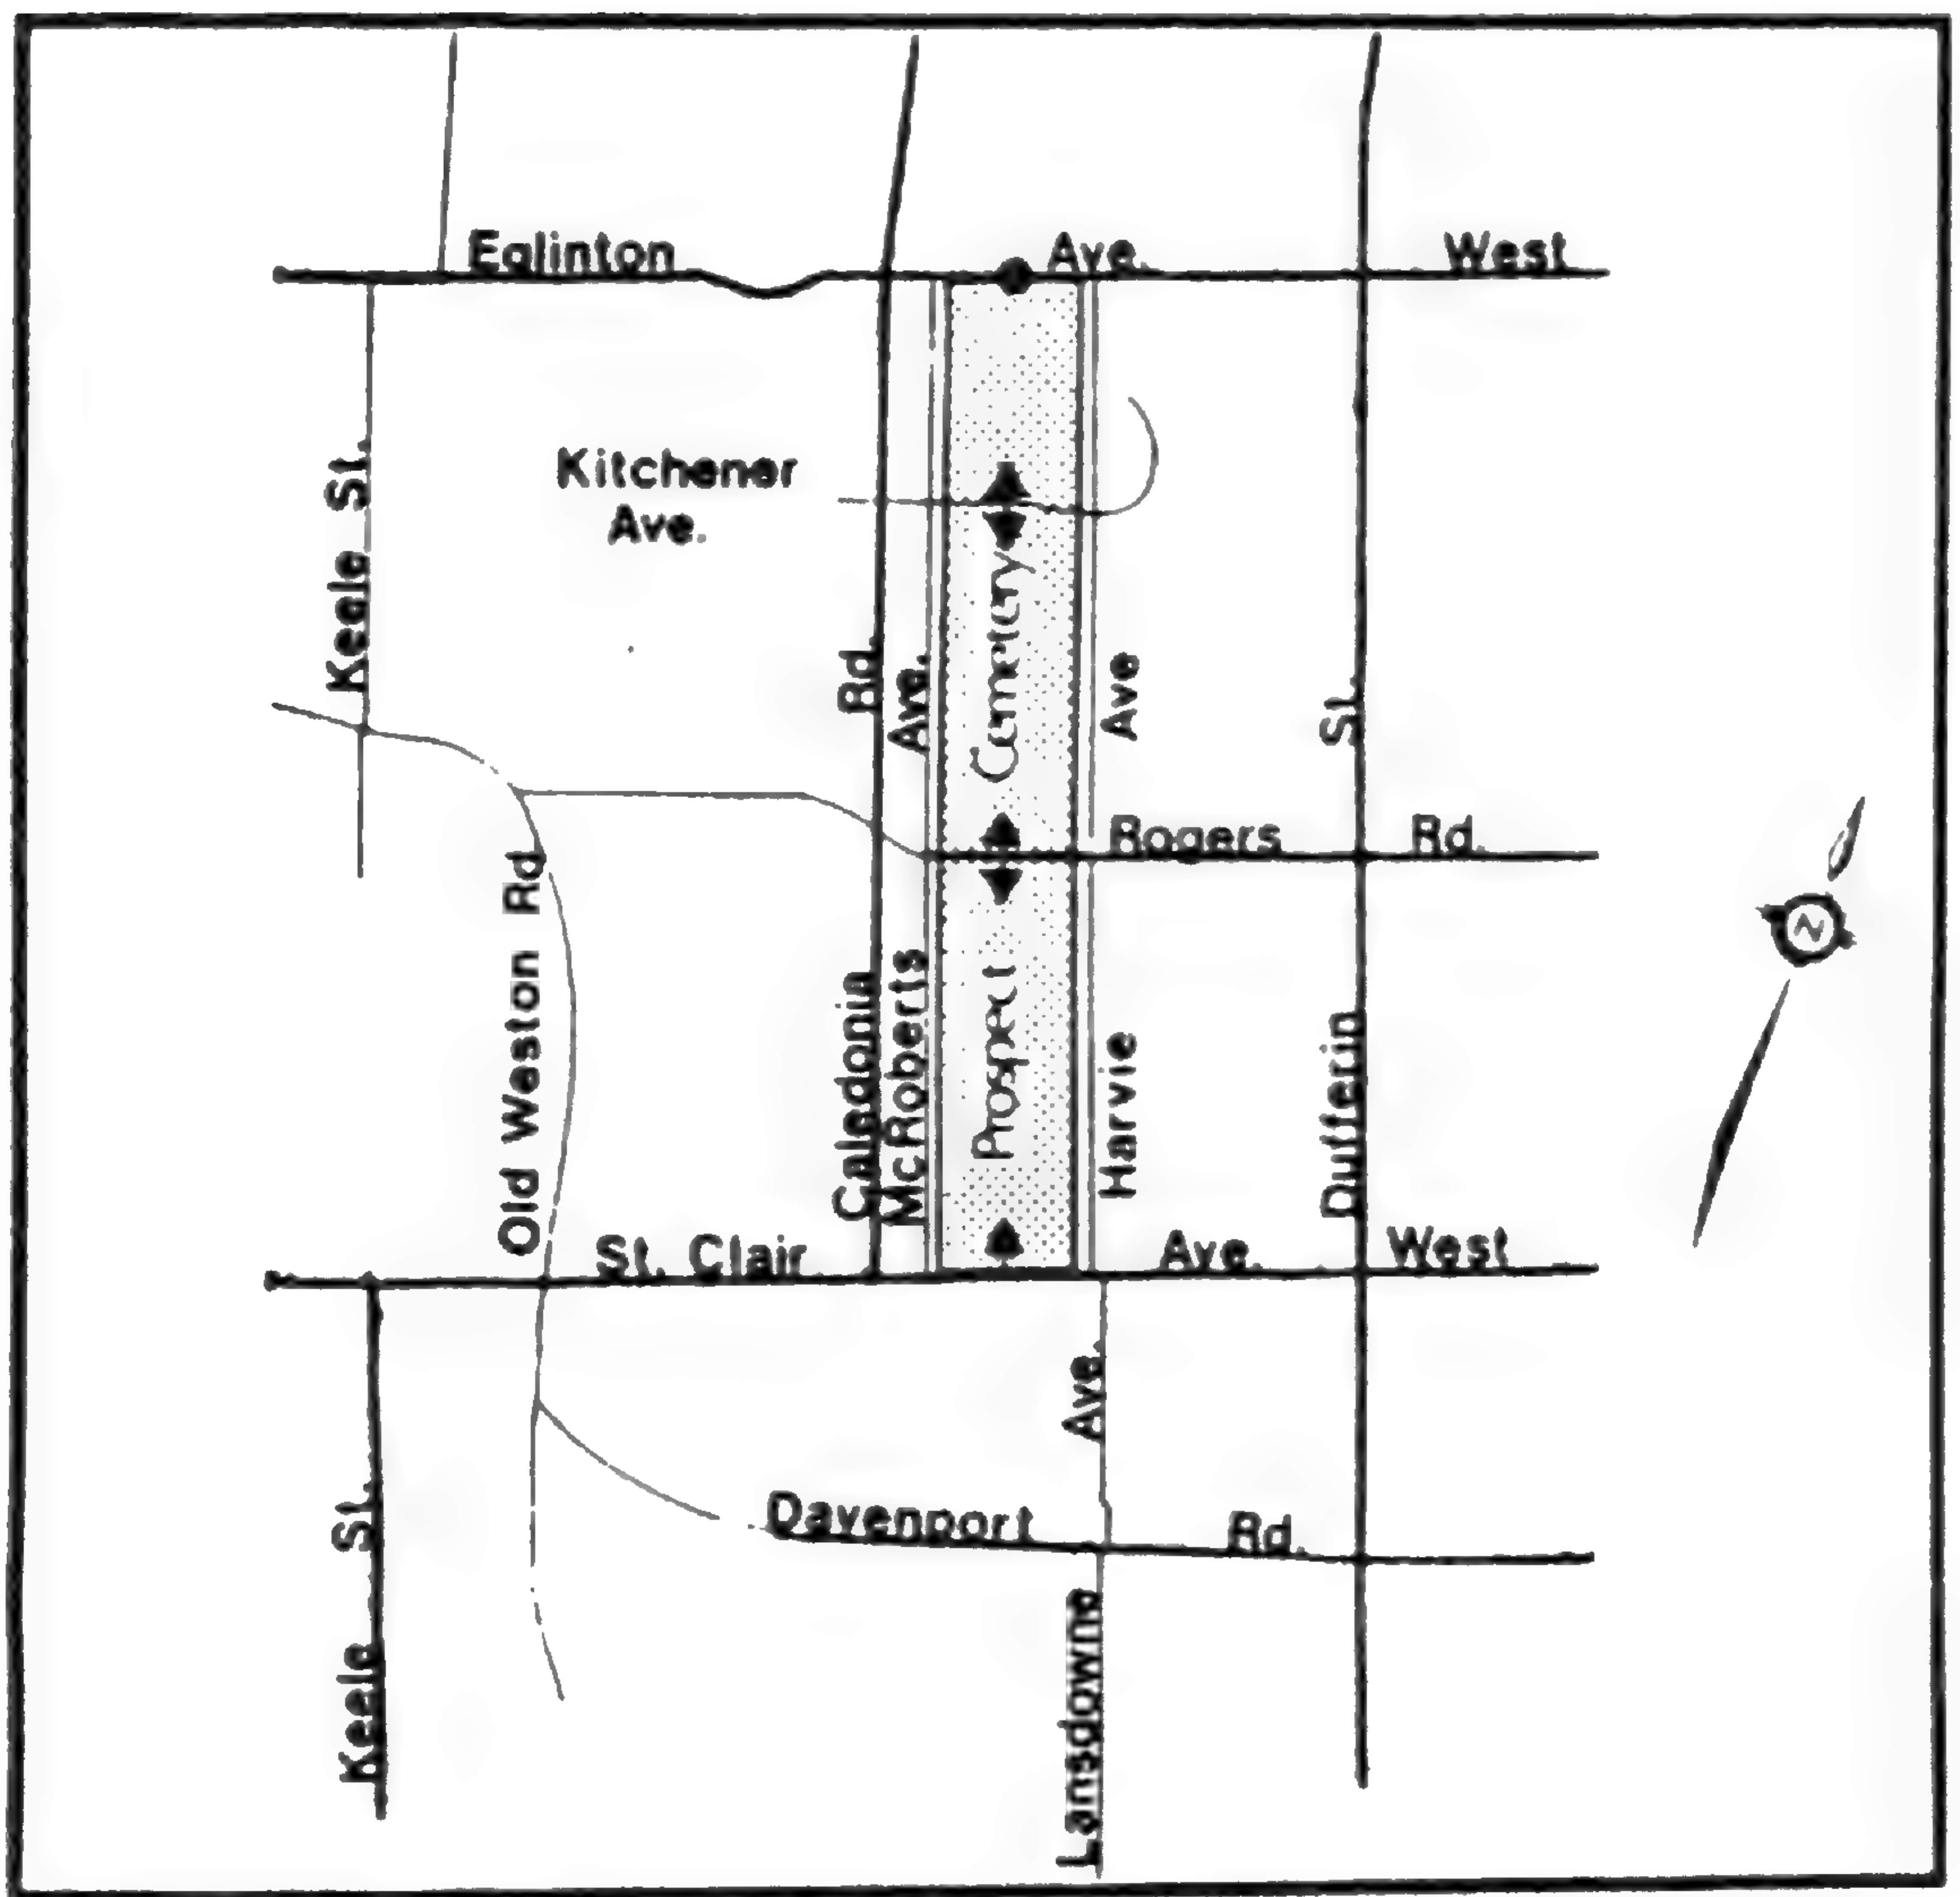 Eglinton Ave. West
Kitchener
Ave.
Keele St.
Old Weston Rd.
Caledonia Rd.
McRoberts Ave.
Prospect Cemetery
Harvie Ave
Dufferin St.
Rogers Rd.
St. Clair Ave. West
Keele St.
Davenport Rd.
Lansdowne Ave.
N